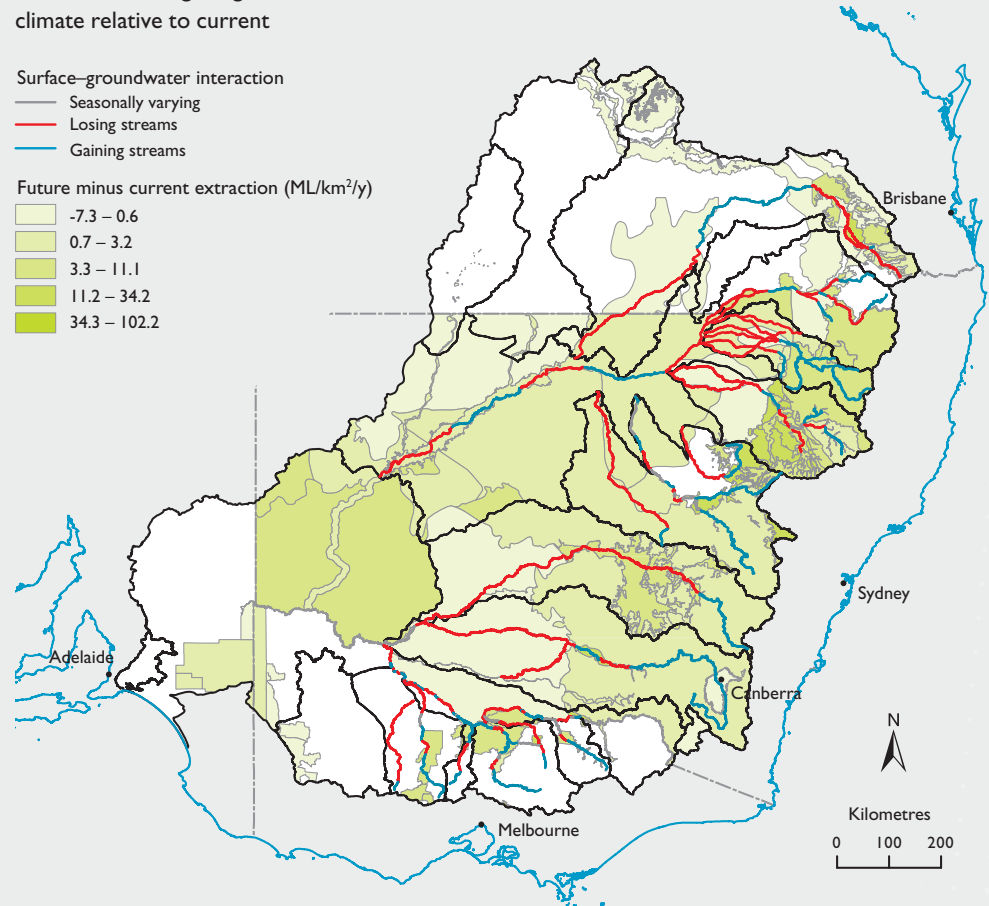 climate relative to current
Surface–groundwater interaction
Seasonally varying
Losing streams
Gaining streams
Future minus current extraction (ML/km²/y)
-7.3 – 0.6
0.7 – 3.2
3.3 – 11.1
11.2 – 34.2
34.3 – 102.2
Brisbane
Sydney
Adelaide
Canberra
N
Melbourne
Kilometres
0 100 200